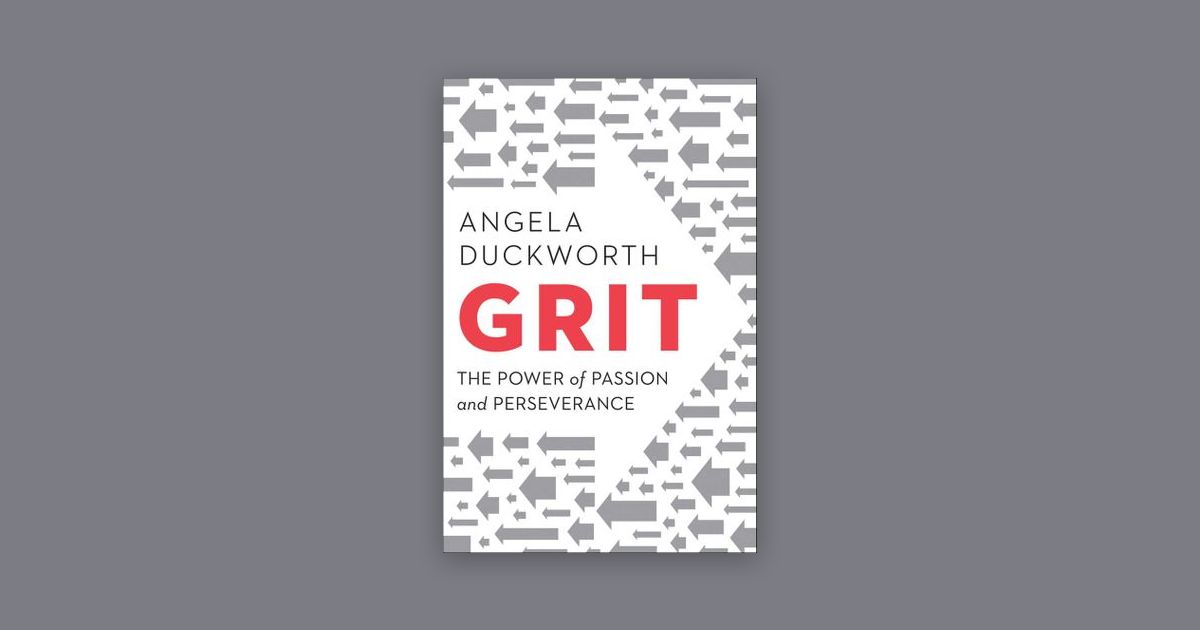 ANGELA
DUCKWORTH
GRIT
THE POWER of PASSION
and PERSEVERANCE